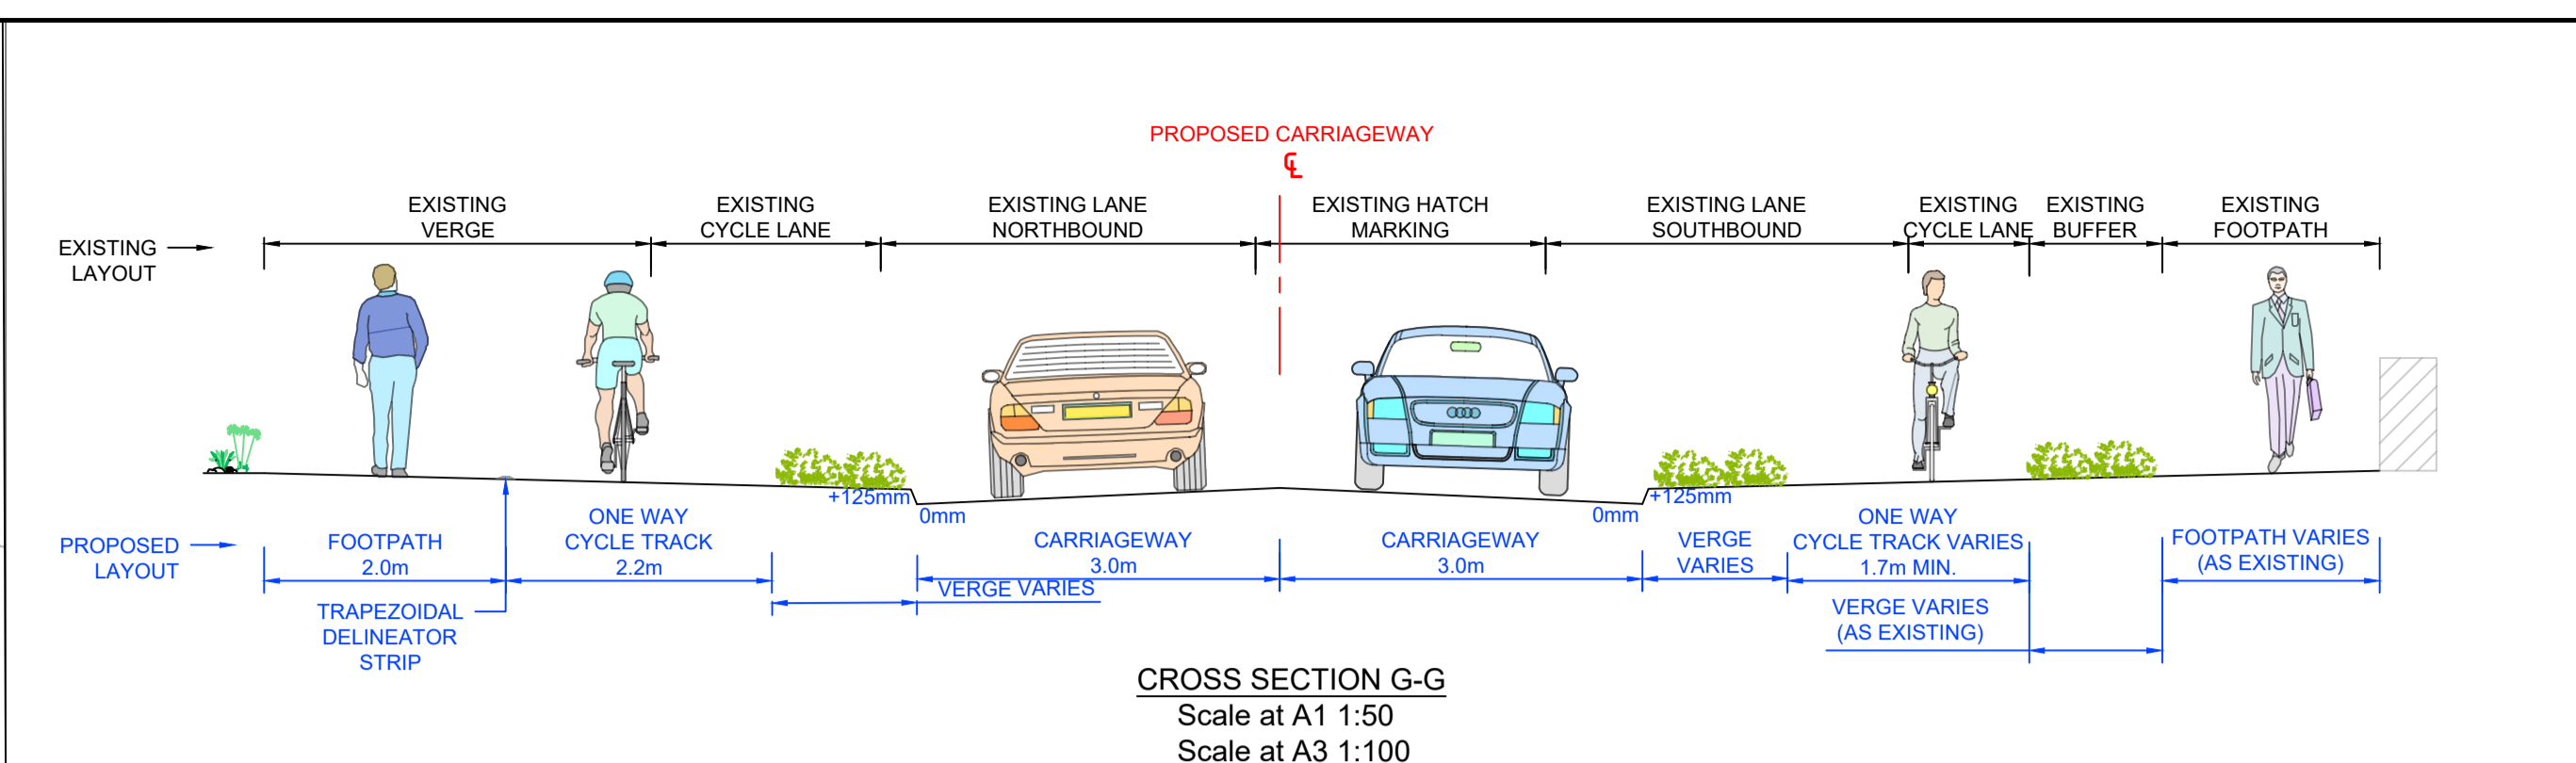 PROPOSED CARRIAGEWAY
℄
EXISTING
VERGE
EXISTING
CYCLE LANE
EXISTING LANE
NORTHBOUND
EXISTING HATCH
MARKING
EXISTING LANE
SOUTHBOUND
EXISTING
CYCLE LANE
EXISTING
BUFFER
EXISTING
FOOTPATH
EXISTING
LAYOUT
+125mm
0mm
0mm
+125mm
PROPOSED
LAYOUT
FOOTPATH
2.0m
ONE WAY
CYCLE TRACK
2.2m
VERGE VARIES
CARRIAGEWAY
3.0m
CARRIAGEWAY
3.0m
VERGE
VARIES
ONE WAY
CYCLE TRACK VARIES
1.7m MIN.
VERGE VARIES
(AS EXISTING)
FOOTPATH VARIES
(AS EXISTING)
TRAPEZOIDAL
DELINEATOR
STRIP
CROSS SECTION G-G
Scale at A1 1:50
Scale at A3 1:100